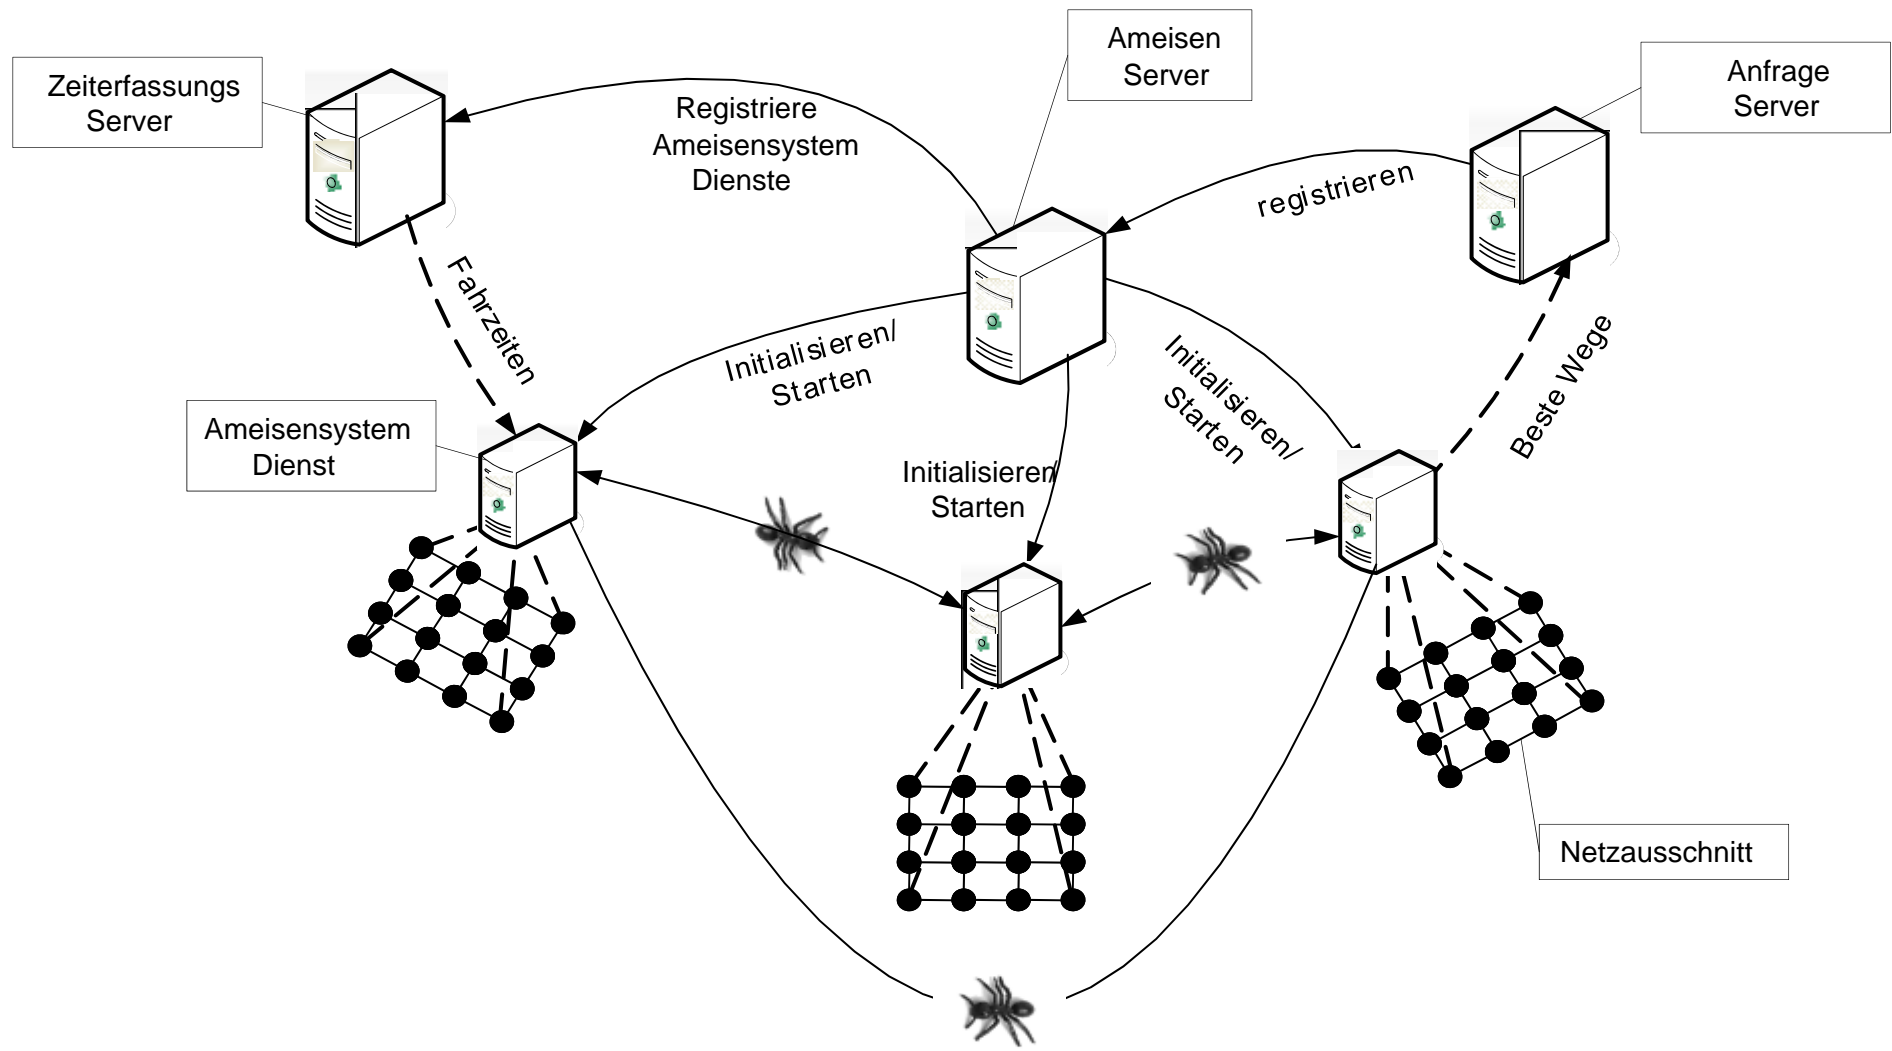 Ameisen
Server
Zeiterfassungs
Server
Anfrage
Server
Registriere
Ameisensystem
Dienste
registrieren
Fahrzeiten
Initialisieren/
Starten
Initialisieren/
Starten
Beste Wege
Ameisensystem
Dienst
Initialisieren/
Starten
Netzausschnitt